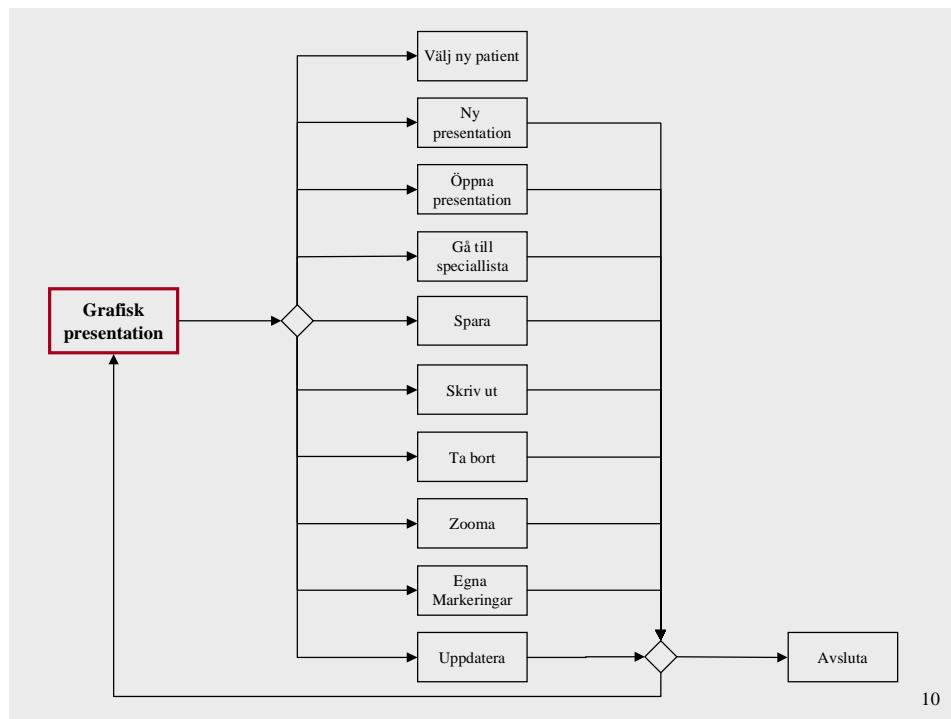 Välj ny patient
Ny
presentation
Öppna
presentation
Gå till
speciallista
Grafisk
presentation
Spara
Skriv ut
Ta bort
Zooma
Egna
Markeringar
Uppdatera
Avsluta
10